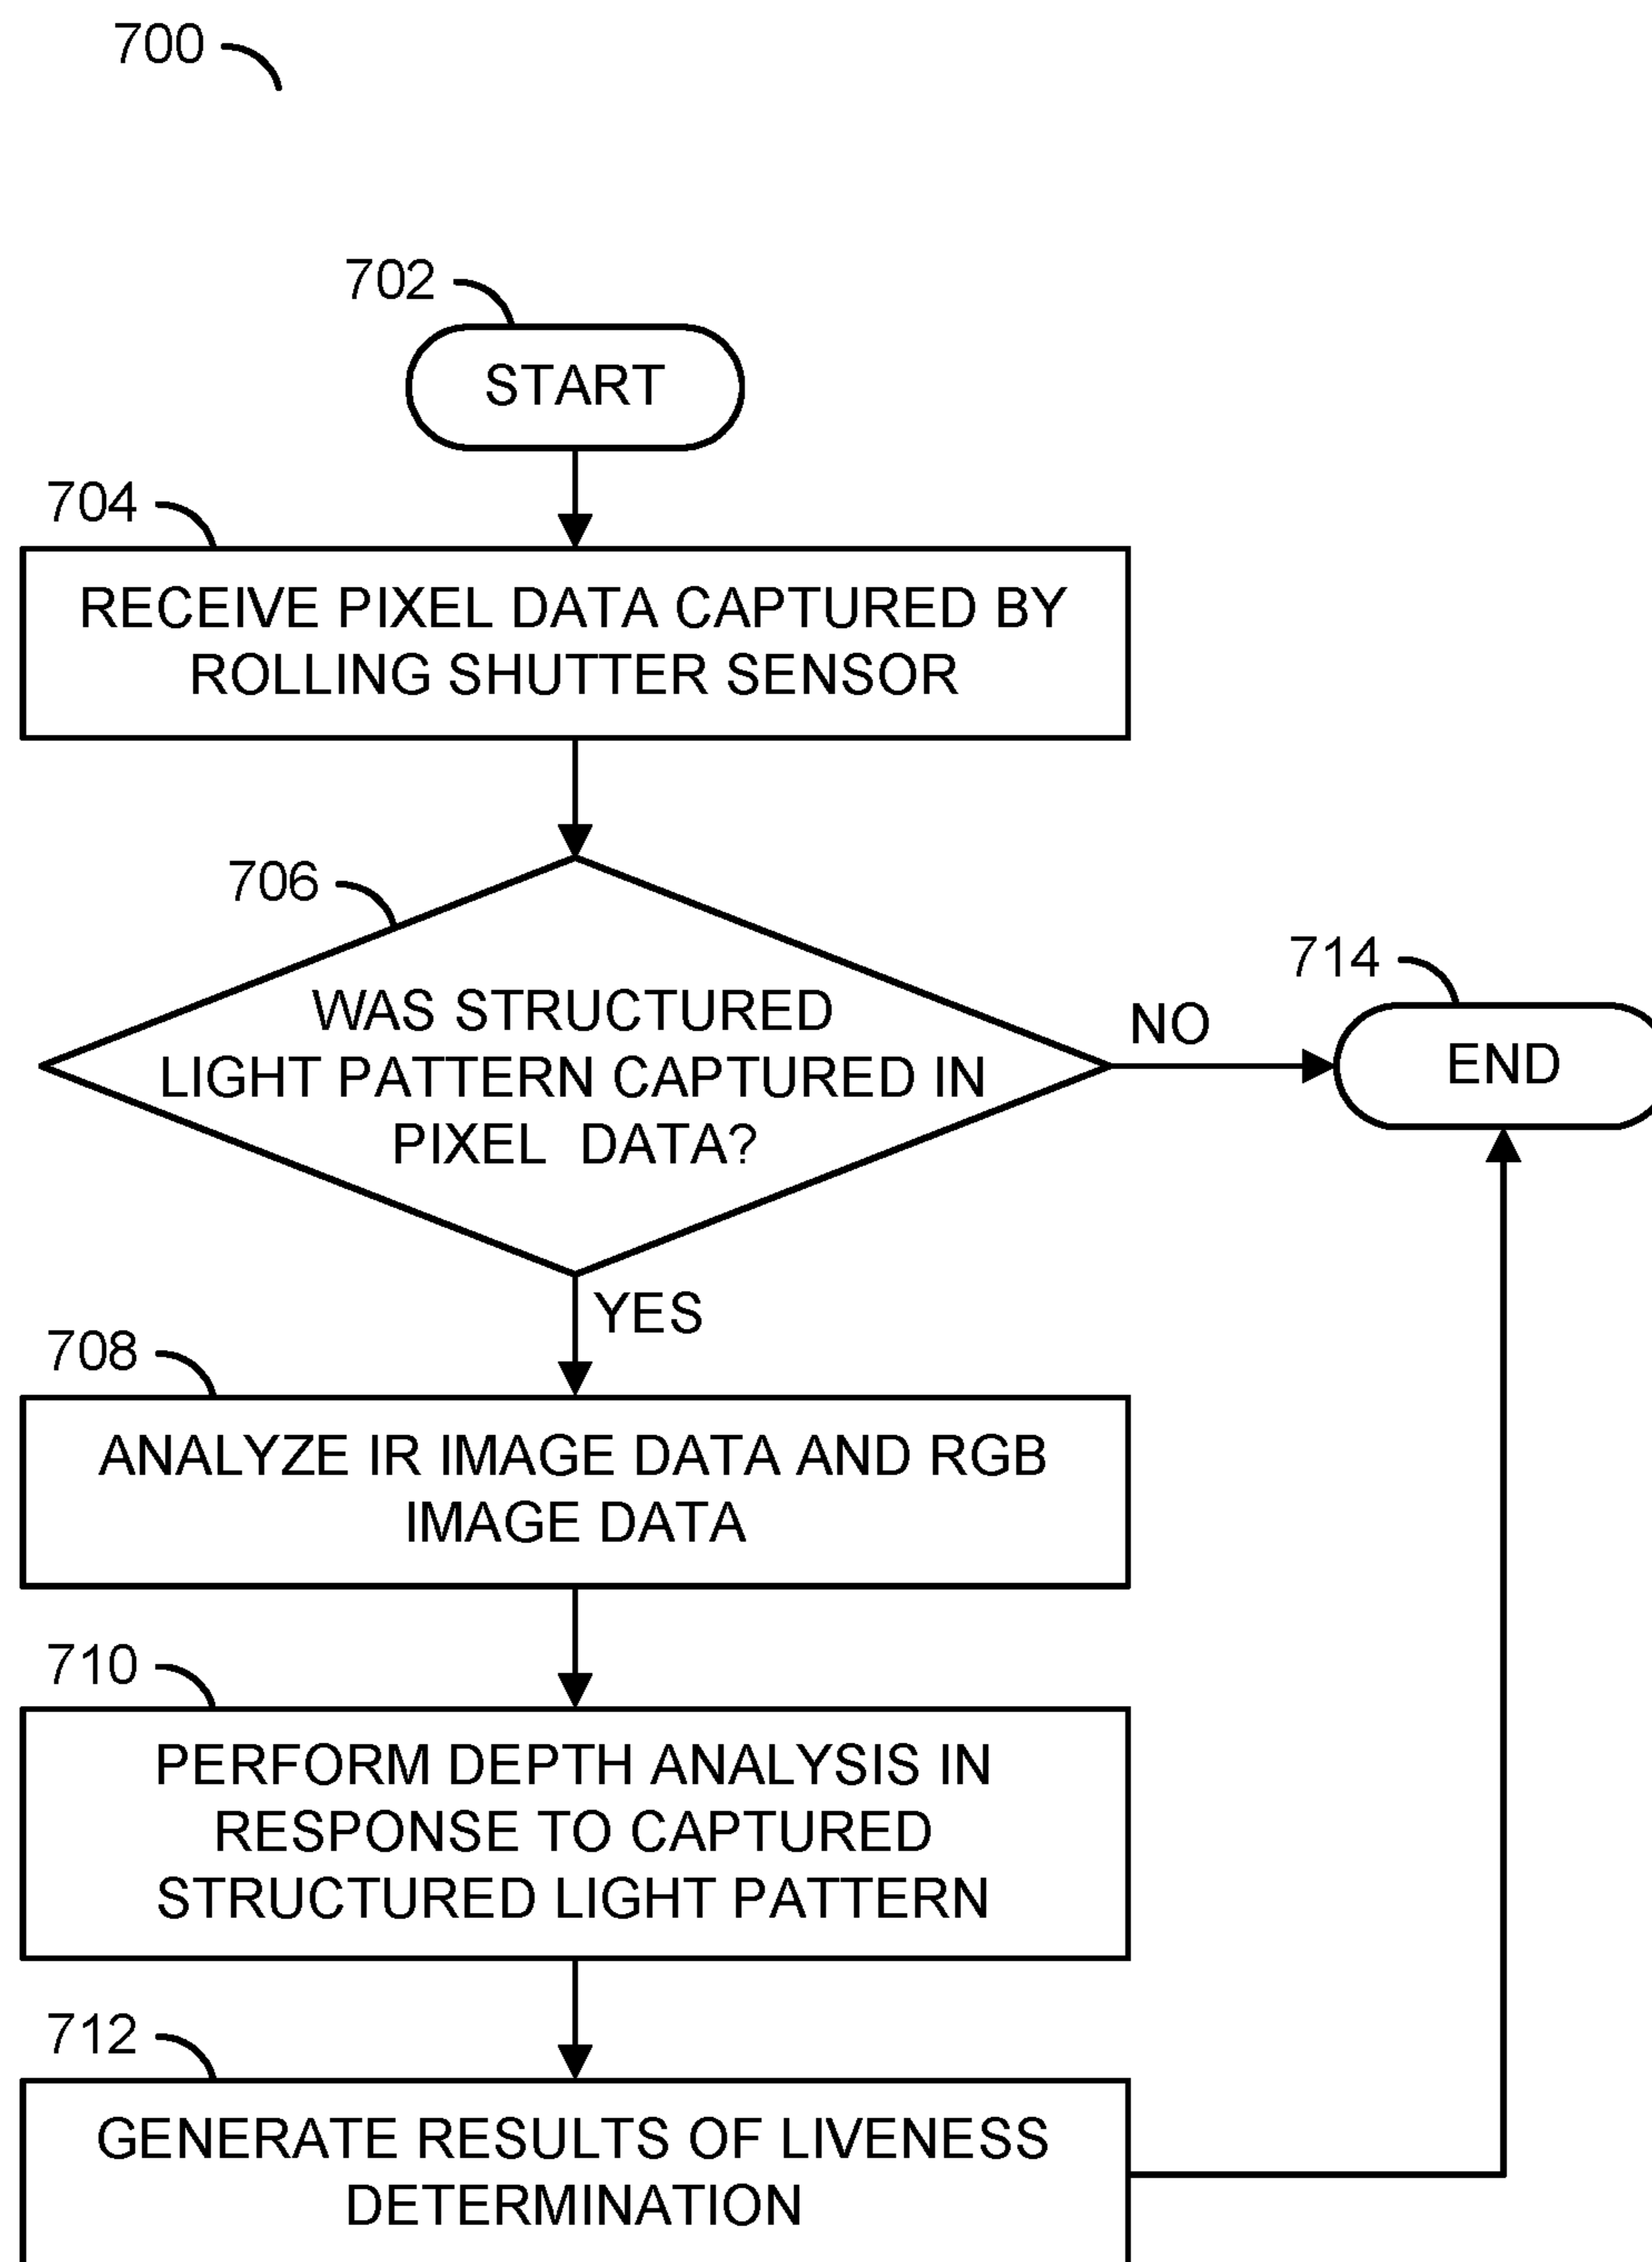 700
702
START
704
RECEIVE PIXEL DATA CAPTURED BY
ROLLING SHUTTER SENSOR
706
WAS STRUCTURED
LIGHT PATTERN CAPTURED IN
PIXEL DATA?
NO
714
END
YES
708
ANALYZE IR IMAGE DATA AND RGB
IMAGE DATA
710
PERFORM DEPTH ANALYSIS IN
RESPONSE TO CAPTURED
STRUCTURED LIGHT PATTERN
712
GENERATE RESULTS OF LIVENESS
DETERMINATION